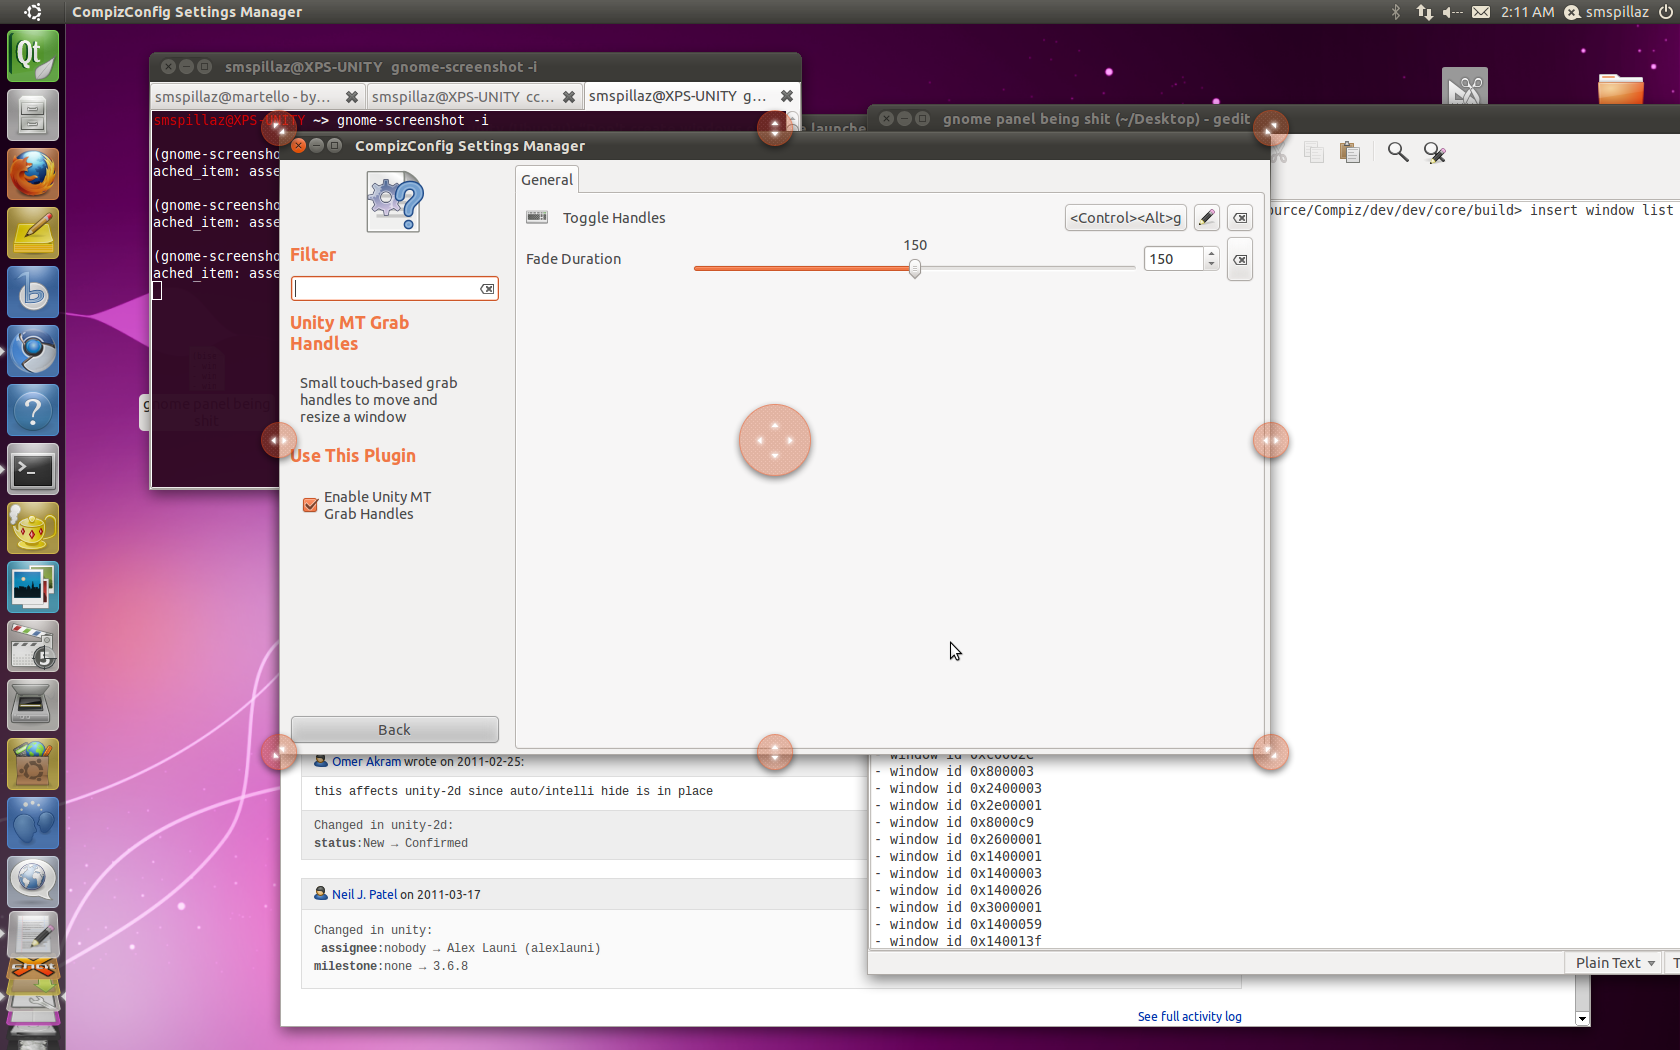 CompizConfig Settings Manager
2:11 AM
smspillaz
smspillaz@XPS-UNITY gnome-screenshot -i
smspillaz@martello - by...
smspillaz@XPS-UNITY cc...
smspillaz@XPS-UNITY g...
smspillaz@XPS-UNITY ~> gnome-screenshot -i
(gnome-screensho
ached_item: asse
(gnome-screensho
ached_item: asse
(gnome-screensho
ached_item: asse
gnome panel being
shit
launche
gnome panel being shit (~/Desktop) - gedit
ource/Compiz/dev/dev/core/build> insert window list
CompizConfig Settings Manager
Filter
Unity MT Grab
Handles
Small touch-based grab
handles to move and
resize a window
Use This Plugin
Enable Unity MT
Grab Handles
Back
General
Toggle Handles
<Control><Alt>g
Fade Duration
150
150
Omer Akram wrote on 2011-02-25:
this affects unity-2d since auto/intelli hide is in place
Changed in unity-2d:
status:New → Confirmed
Neil J. Patel on 2011-03-17
Changed in unity:
assignee:nobody → Alex Launi (alexlauni)
milestone:none → 3.6.8
See full activity log
- window id 0xc0002c
- window id 0x800003
- window id 0x2400003
- window id 0x2e00001
- window id 0x8000c9
- window id 0x2600001
- window id 0x1400001
- window id 0x1400003
- window id 0x1400026
- window id 0x3000001
- window id 0x1400059
- window id 0x140013f
Plain Text
T
Qt